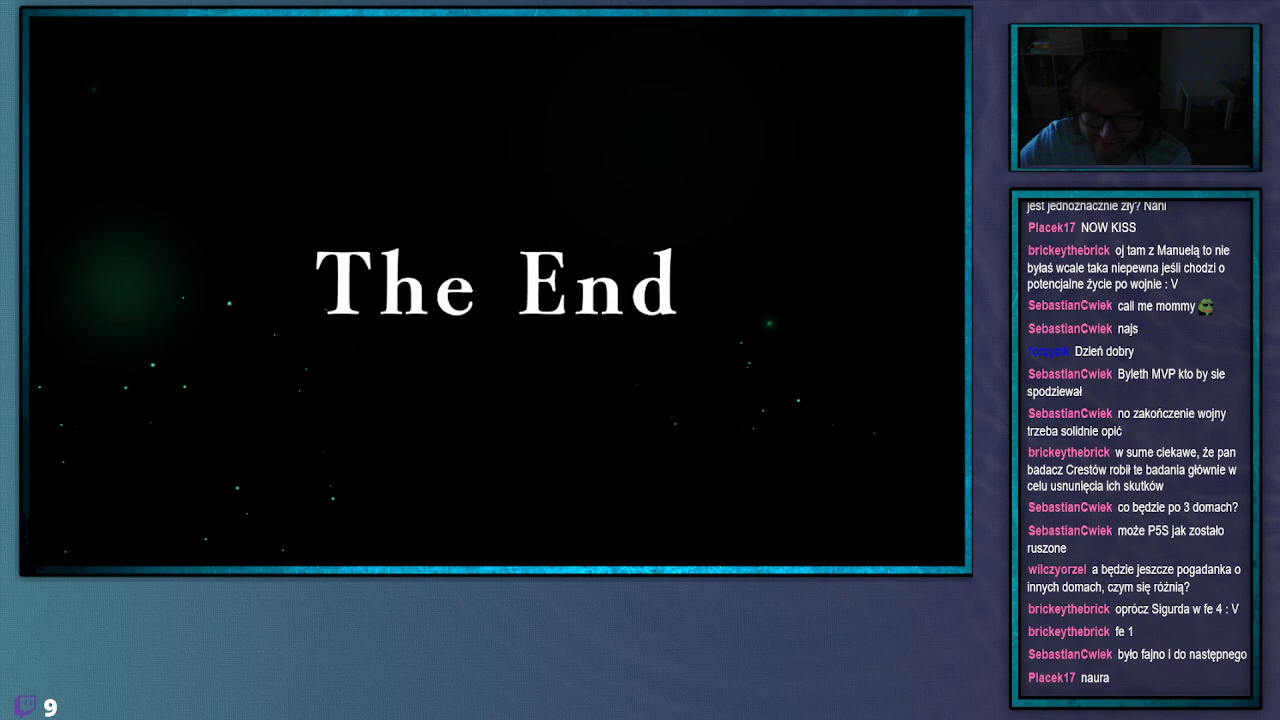 The End
jest jednoznacznie zły? Nani
Placek17 NOW KISS
brickeythebrick oj tam z Manuelą to nie
byłaś wcale taka niepewna jeśli chodzi o
potencjalne życie po wojnie : V
SebastianCwiek call me mommy
SebastianCwiek najs
Dzień dobry
SebastianCwiek Byleth MVP kto by sie
spodziewał
SebastianCwiek no zakończenie wojny
trzeba solidnie opić
brickeythebrick w sume ciekawe, że pan
badacz Crestów robił te badania głównie w
celu usnunięcia ich skutków
SebastianCwiek co będzie po 3 domach?
SebastianCwiek może P5S jak zostało
ruszone
wilczyorzel a będzie jeszcze pogadanka o
innych domach, czym się różnią?
brickeythebrick oprócz Sigurda w fe 4 : V
brickeythebrick fe 1
SebastianCwiek było fajno i do następnego
Placek17 naura
9